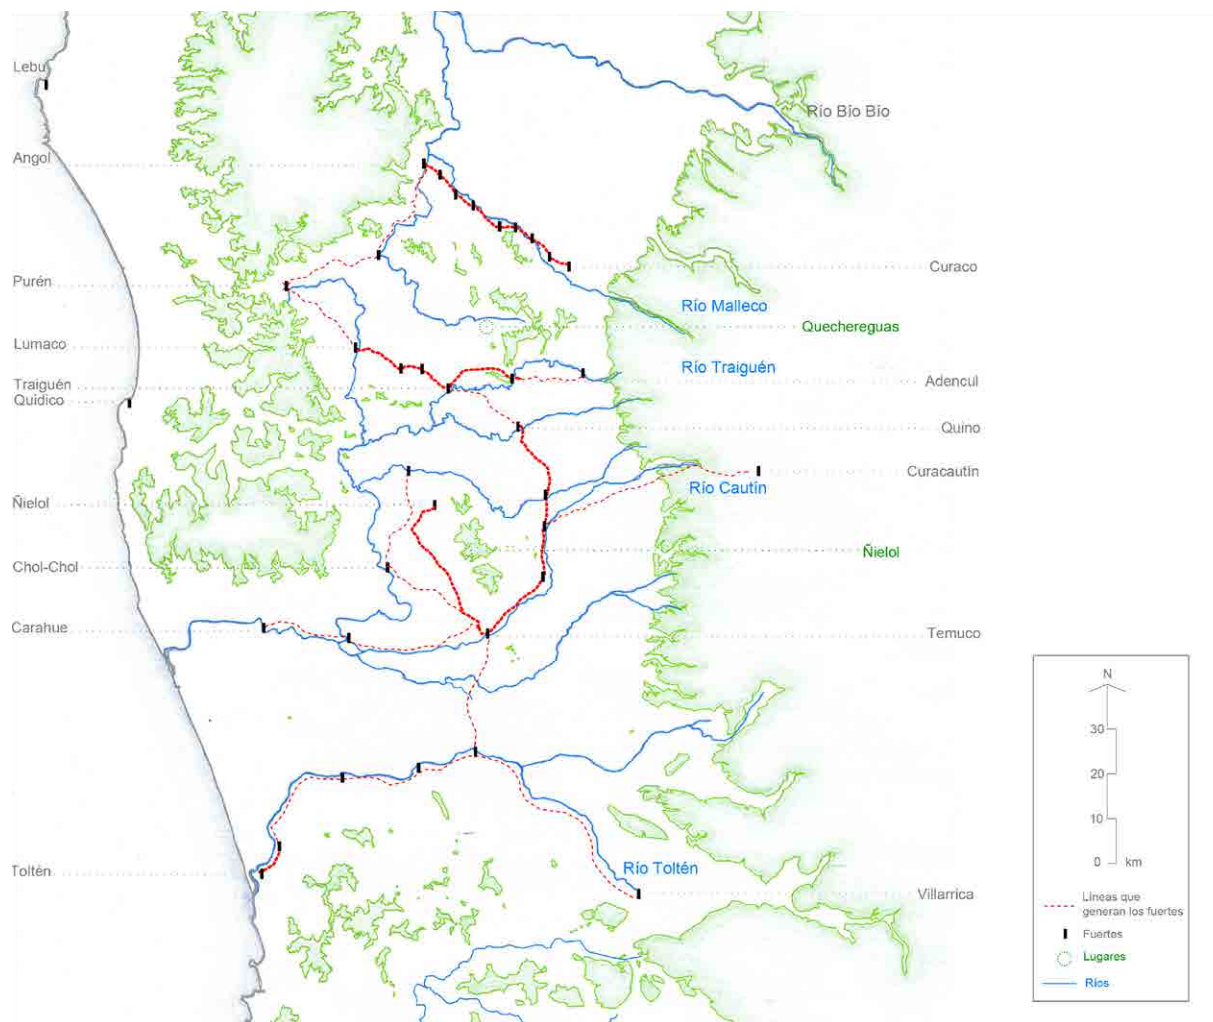 Lebu
Río Bío Bío
Angol
Curaco
Purén
Río Malleco
Quechereguas
Lumaco
Río Traiguén
Traiguén
Adencul
Quidico
Quino
Curacautín
Río Cautín
Ñielol
Ñielol
Chol-Chol
Carahue
Temuco
N
30
20
10
0 km
Toltén
Río Toltén
Villarrica
Líneas que
generan los fuertes
Fuertes
Lugares
Ríos